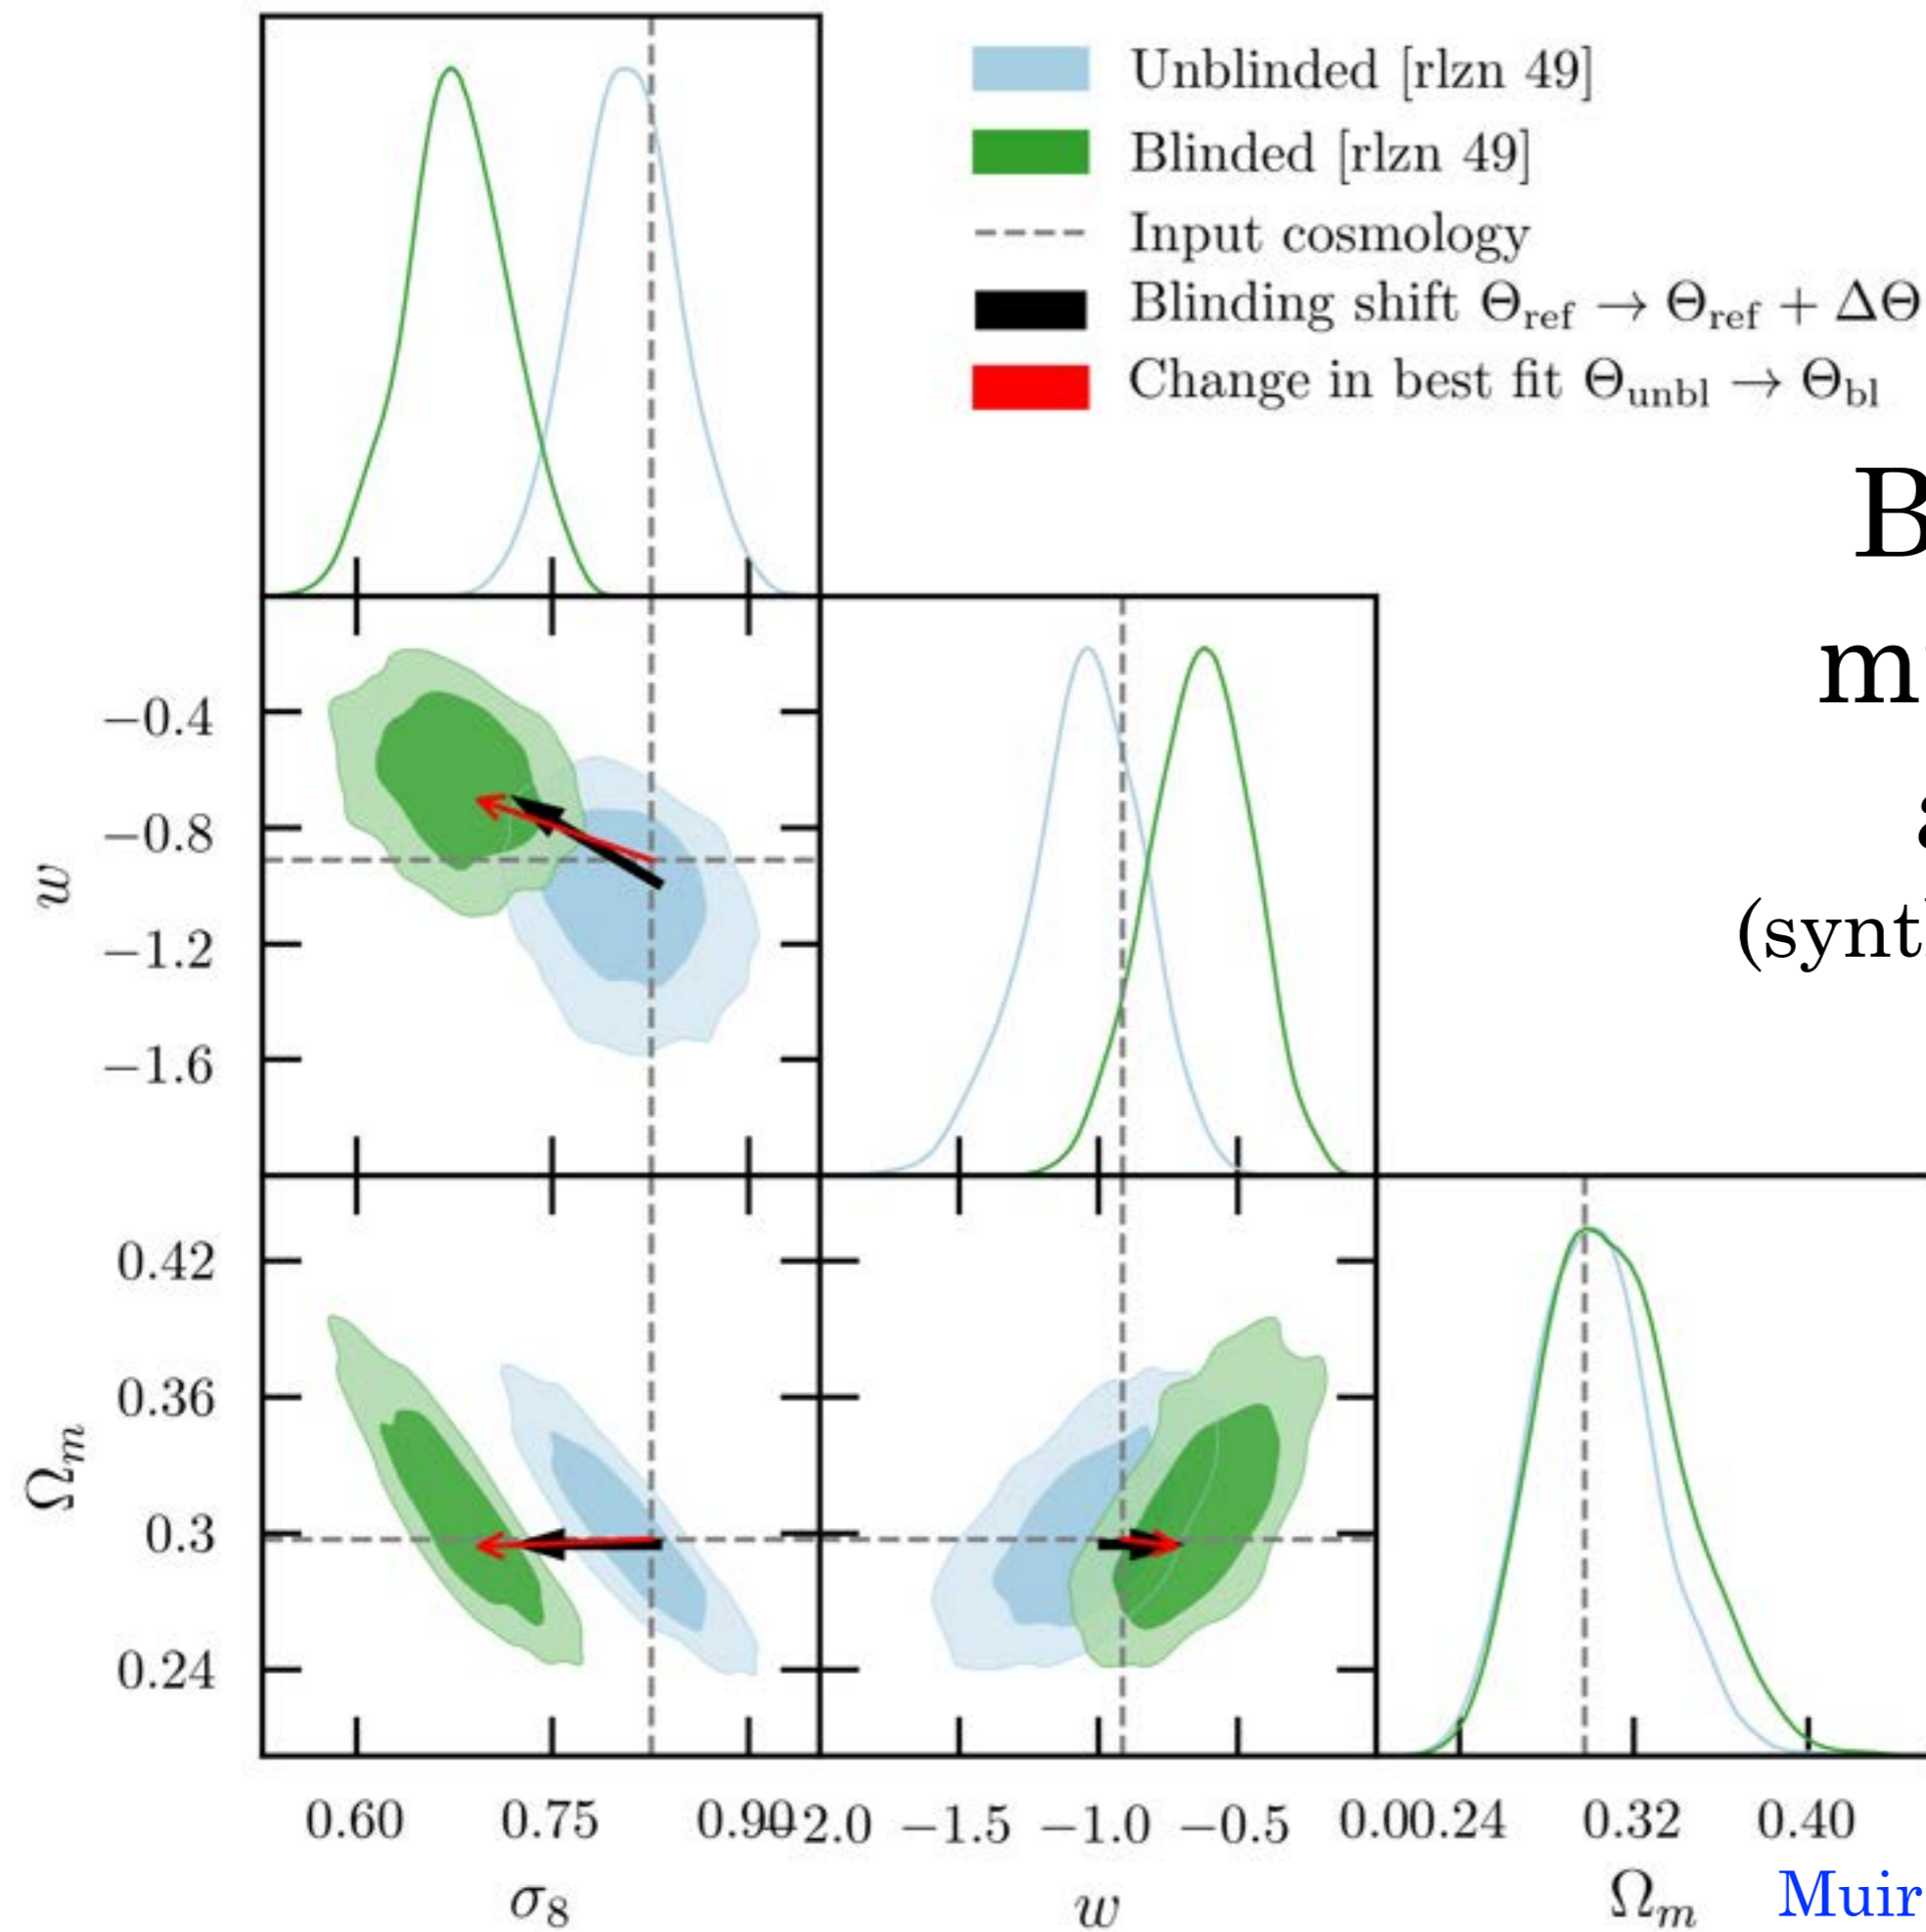 Unblinded [rlzn 49]
Blinded [rlzn 49]
Input cosmology
Blinding shift Θref → Θref + ΔΘ
Change in best fit Θunbl → Θbl
B
m
(synt
−0.4
−0.8
−1.2
−1.6
w
0.42
0.36
0.3
0.24
Ωm
0.60 0.75 0.90 −2.0 −1.5 −1.0 −0.5 0.0 0.24 0.32 0.40
σ8 w Ωm
Muir